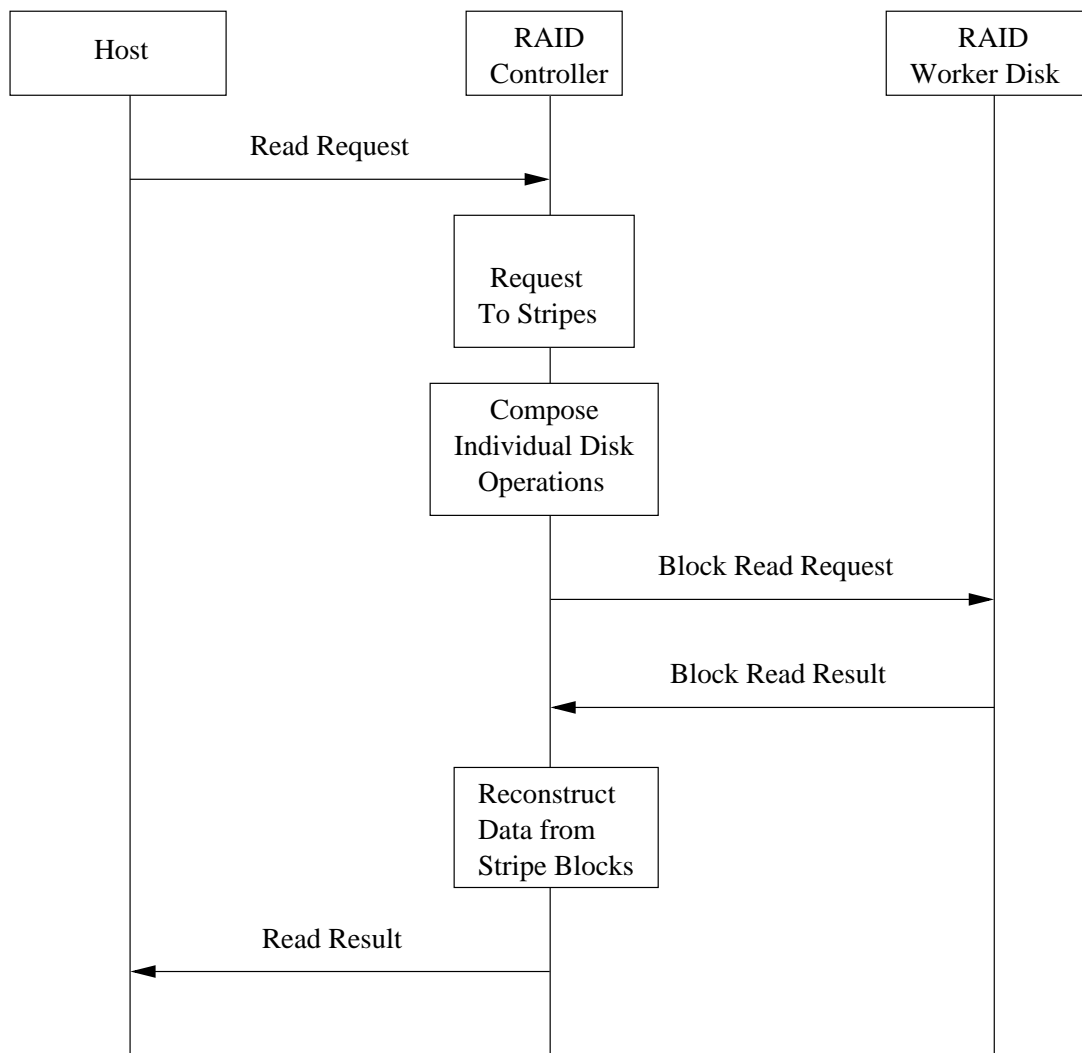 Host
RAID
Controller
RAID
Worker Disk
Read Request
Request
To Stripes
Compose
Individual Disk
Operations
Block Read Request
Block Read Result
Reconstruct
Data from
Stripe Blocks
Read Result